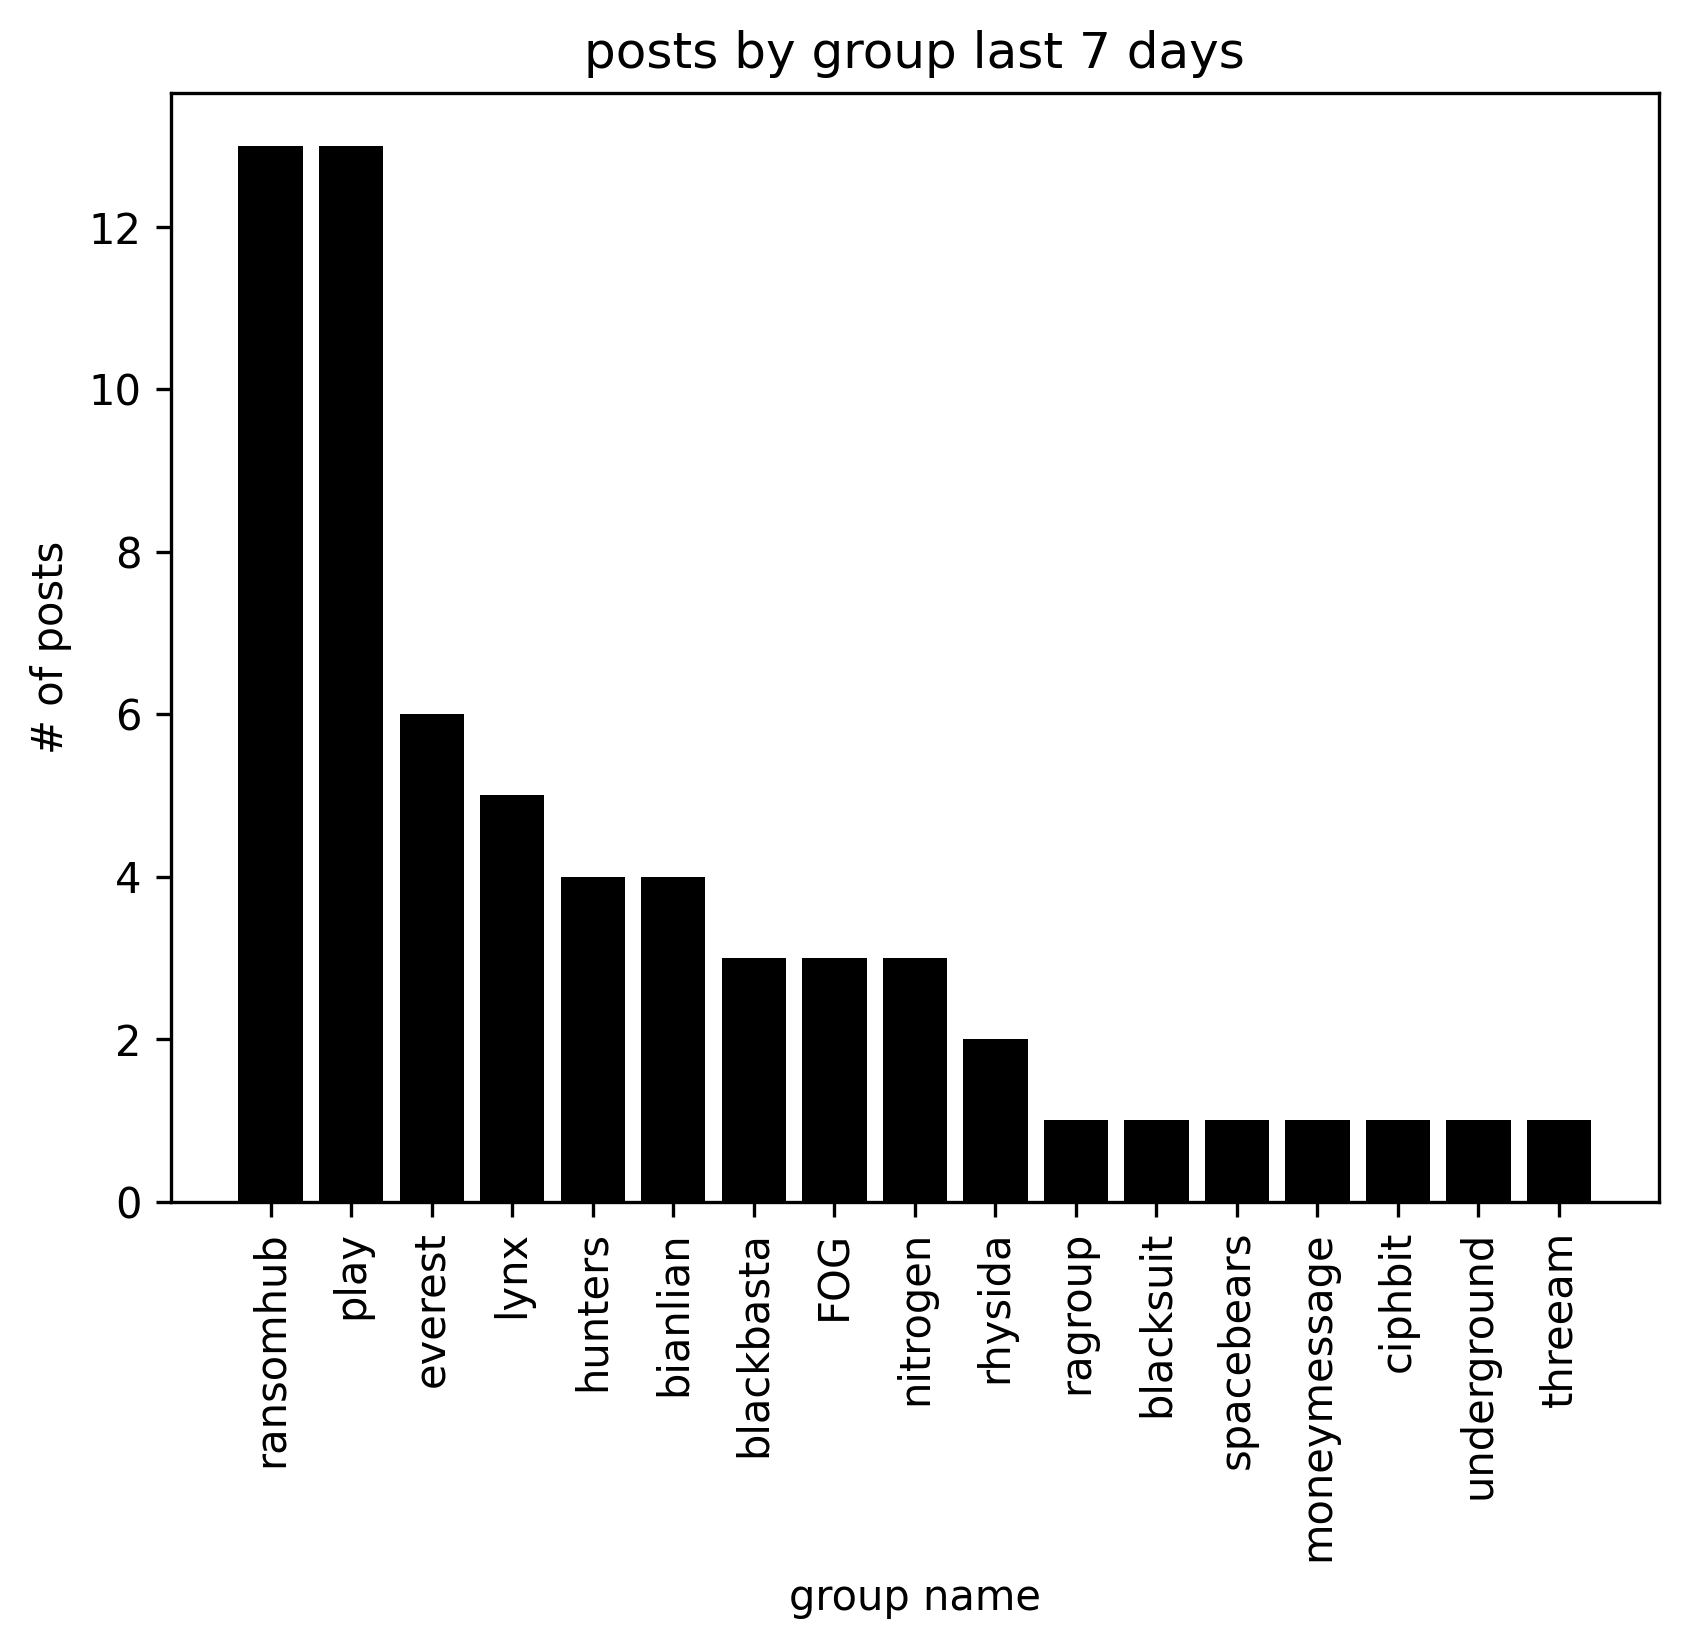 posts by group last 7 days
# of posts
12
10
8
6
4
2
0
ransomhub
play
everest
lynx
hunters
bianlian
blackbasta
FOG
nitrogen
rhysida
ragroup
blacksuit
spacebears
moneymessage
ciphbit
underground
threeam
group name